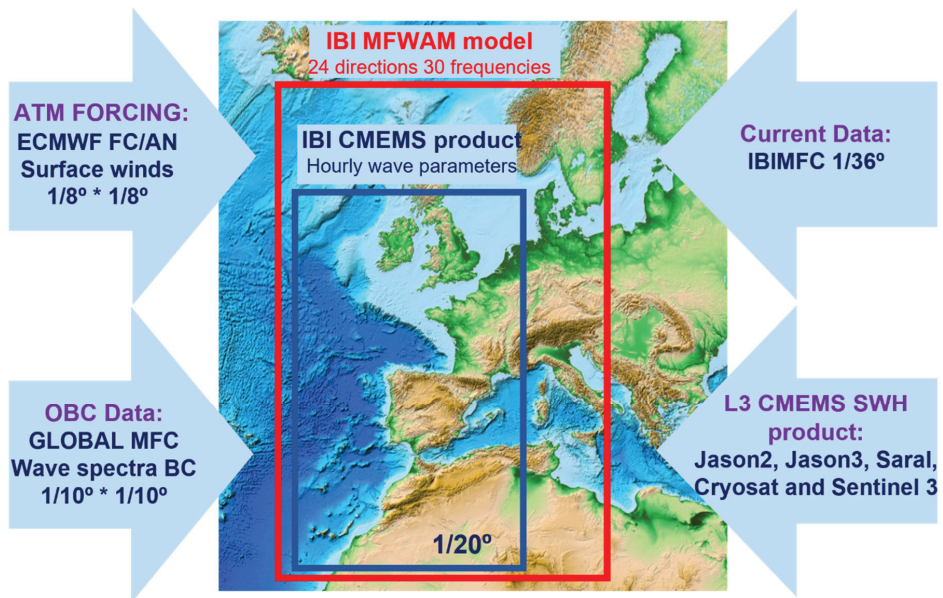 IBI MFWAM model
24 directions 30 frequencies
ATM FORCING:
ECMWF FC/AN
Surface winds
1/8º * 1/8º
IBI CMEMS product
Hourly wave parameters
Current Data:
IBIMFC 1/36º
OBC Data:
GLOBAL MFC
Wave spectra BC
1/10º * 1/10º
L3 CMEMS SWH
product:
Jason2, Jason3, Saral,
Cryosat and Sentinel 3
1/20º